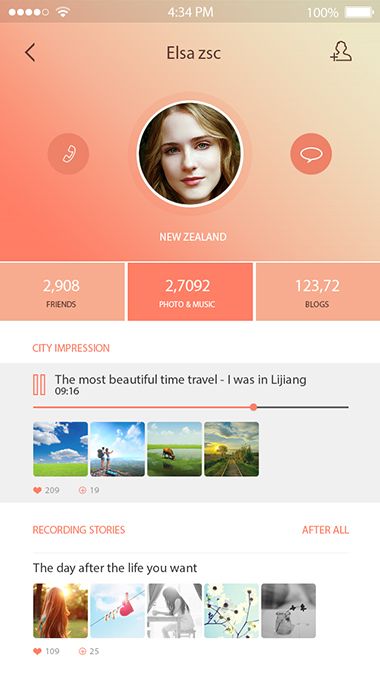 4:34 PM 100%
Elsa zsc
NEW ZEALAND
2,908 2,7092 123,72
FRIENDS PHOTO & MUSIC BLOGS
CITY IMPRESSION
The most beautiful time travel - I was in Lijiang
09:16
209 19
RECORDING STORIES AFTER ALL
The day after the life you want
109 25